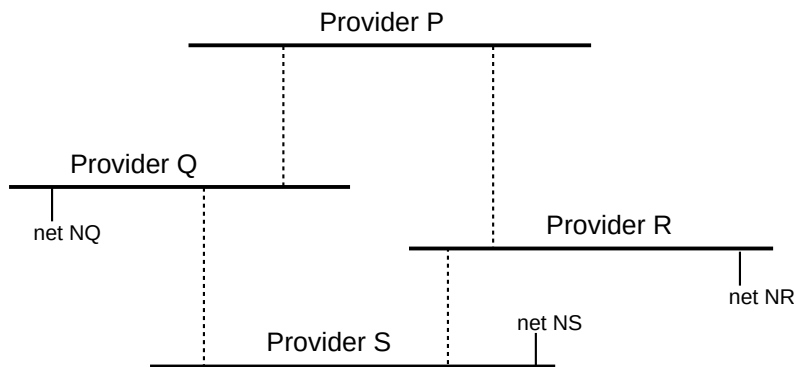 Provider P
Provider Q
net NQ
Provider R
net NR
net NS
Provider S